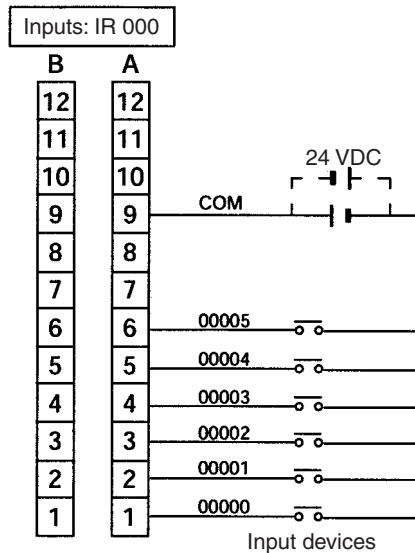 Inputs: IR 000
B A
12 12
11 11
10 10
24 VDC
9 9 COM
8 8
7 7
6 6 00005
5 5 00004
4 4 00003
3 3 00002
2 2 00001
1 1 00000
Input devices